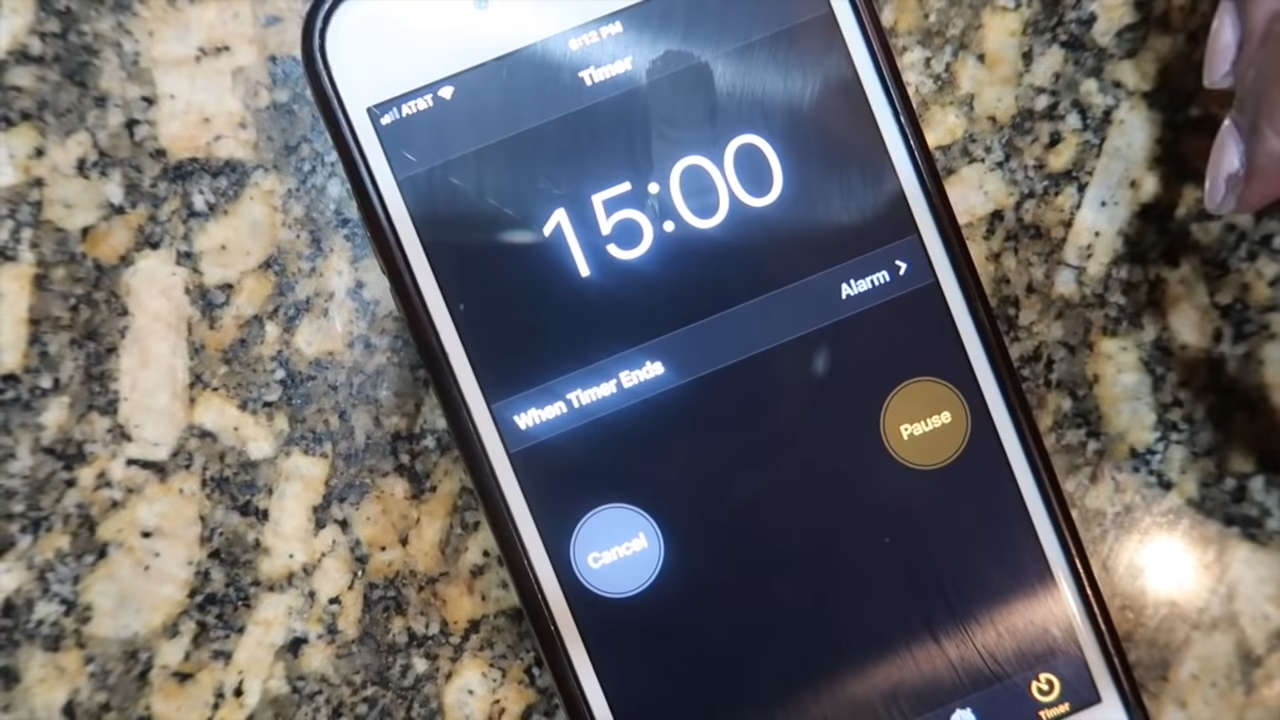 6:12 PM
AT&T
Timer
15:00
When Timer Ends
Alarm
Pause
Cancel
Timer